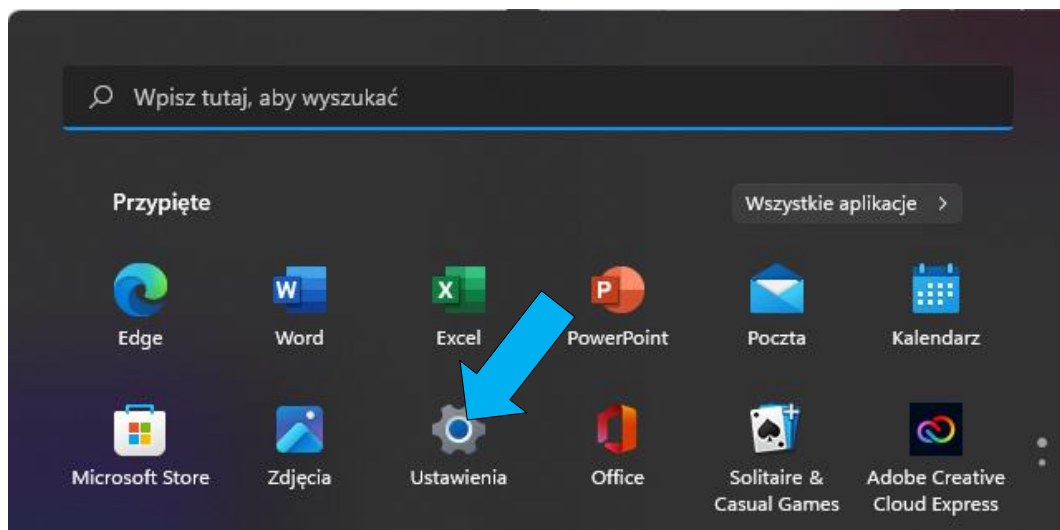 Wpisz tutaj, aby wyszukać
Przypięte
Wszystkie aplikacje
W
X
P
Edge
Word
Excel
PowerPoint
Poczta
Kalendarz
Microsoft Store
Zdjęcia
Ustawienia
Office
Solitaire &
Casual Games
Adobe Creative
Cloud Express